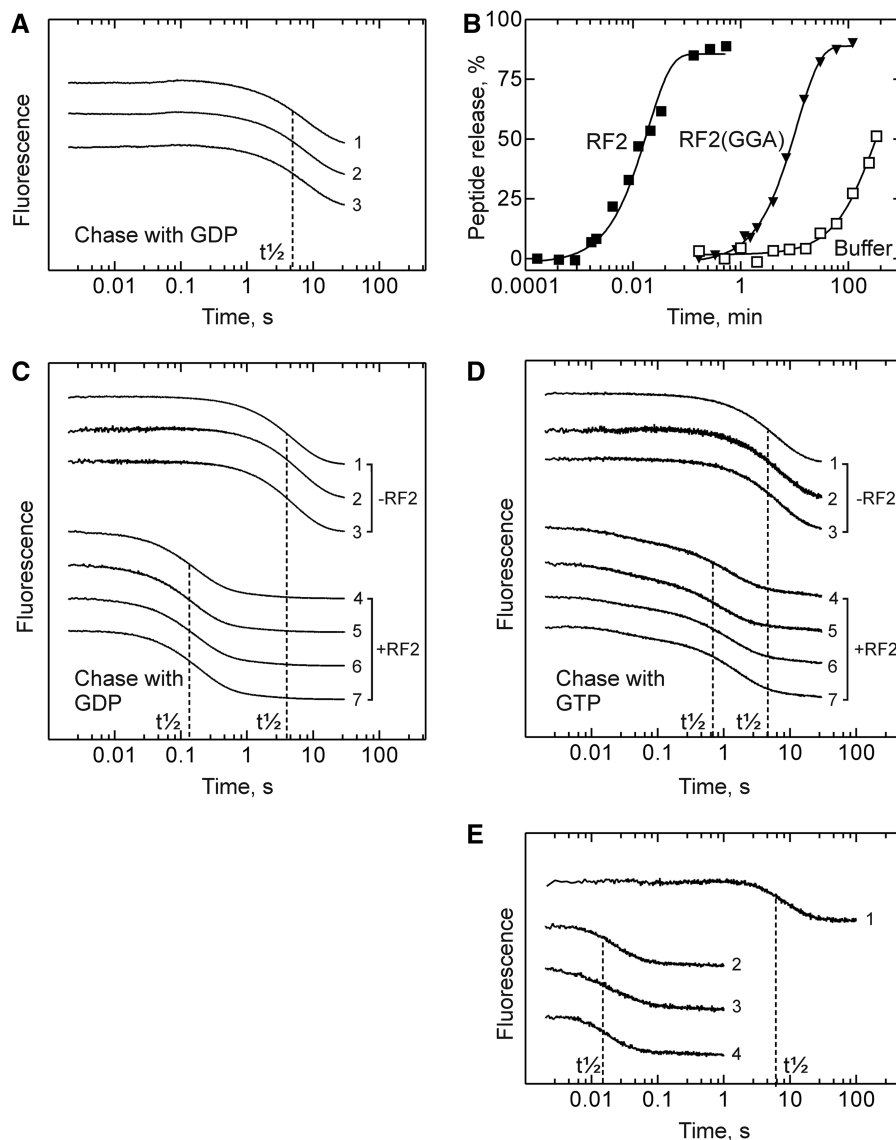 A
Fluorescence
1
2
3
Chase with GDP
t½
0.01 0.1 1 10 100
Time, s
B
Peptide release, %
100
75
50
25
0
RF2
RF2(GGA)
Buffer
0.0001 0.01 1 100
Time, min
C
Fluorescence
1
2
3
-RF2
4
5
6
7
+RF2
Chase with
GDP
t½ t½
0.01 0.1 1 10 100
Time, s
D
Fluorescence
1
2
3
-RF2
4
5
6
7
+RF2
Chase with
GTP
t½ t½
0.01 0.1 1 10 100
Time, s
E
Fluorescence
1
2
3
4
t½ t½
0.01 0.1 1 10 100
Time, s